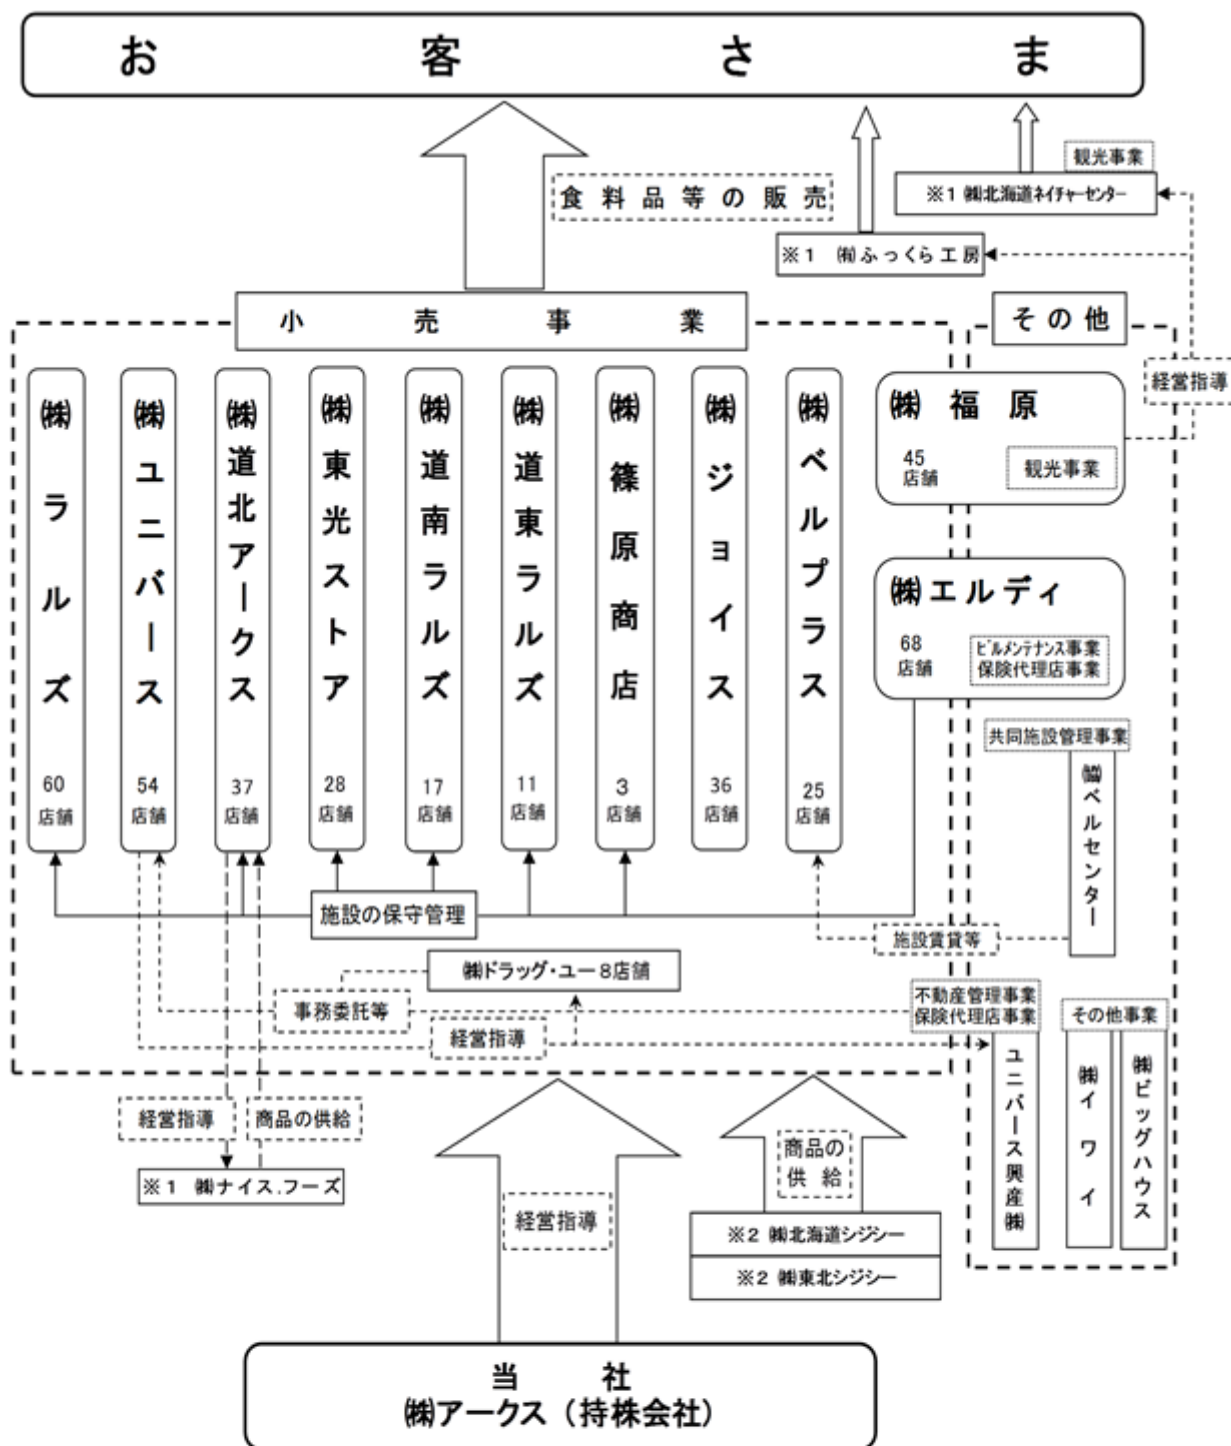 お客さま
食料品等の販売
観光事業
※1 ㈱北海道ネイチャーセンター
※1 ㈲ふっくら工房
小売事業
その他
経営指導
㈱ラルズ
60
店舗
㈱ユニバース
54
店舗
㈱道北アークス
37
店舗
㈱東光ストア
28
店舗
㈱道南ラルズ
17
店舗
㈱道東ラルズ
11
店舗
㈱篠原商店
3
店舗
㈱ジョイス
36
店舗
㈱ベルプラス
25
店舗
㈱福原
45
店舗
観光事業
㈱エルディ
68
店舗
ビルメンテナンス事業
保険代理店事業
共同施設管理事業
㈿ベルセンター
施設の保守管理
施設賃貸等
㈱ドラッグ・ユー 8店舗
事務委託等
経営指導
不動産管理事業
保険代理店事業
ユニバース興産㈱
その他事業
㈱イワイ
㈱ビッグハウス
経営指導
商品の供給
※1 ㈱ナイス.フーズ
経営指導
商品の
供給
※2 ㈱北海道シジシー
※2 ㈱東北シジシー
当社
㈱アークス（持株会社）